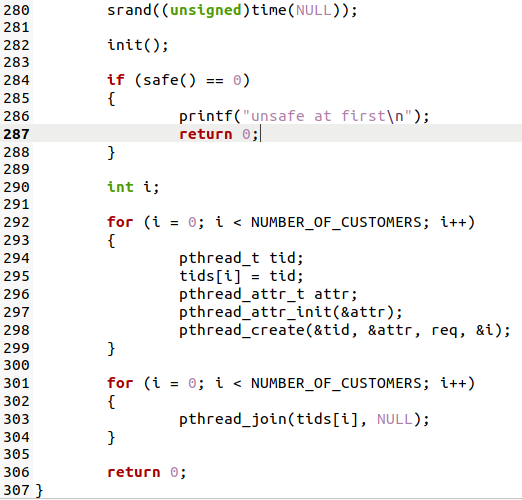 280 srand((unsigned)time(NULL));
281
282 init();
283
284 if (safe() == 0)
285 {
286 printf("unsafe at first\n");
287 return 0;
288 }
289
290 int i;
291
292 for (i = 0; i < NUMBER_OF_CUSTOMERS; i++)
293 {
294 pthread_t tid;
295 tids[i] = tid;
296 pthread_attr_t attr;
297 pthread_attr_init(&attr);
298 pthread_create(&tid, &attr, req, &i);
299 }
300
301 for (i = 0; i < NUMBER_OF_CUSTOMERS; i++)
302 {
303 pthread_join(tids[i], NULL);
304 }
305
306 return 0;
307 }